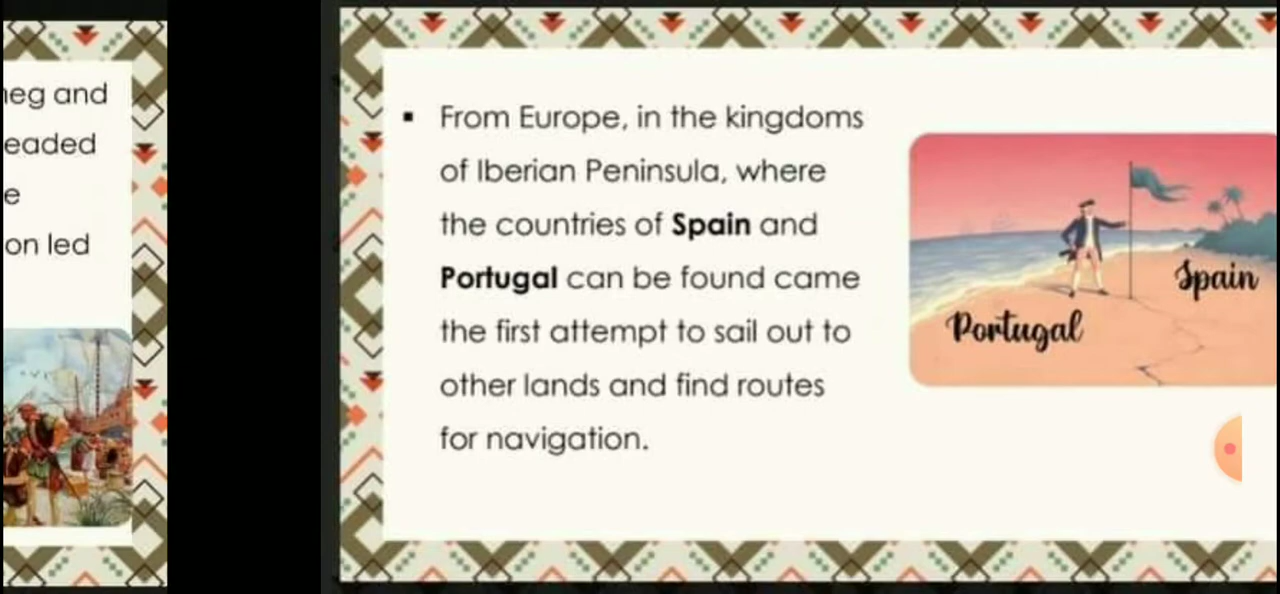 and
e
on led
▪ From Europe, in the kingdoms
of Iberian Peninsula, where
the countries of Spain and
Portugal can be found came
the first attempt to sail out to
other lands and find routes
for navigation.
Spain
Portugal